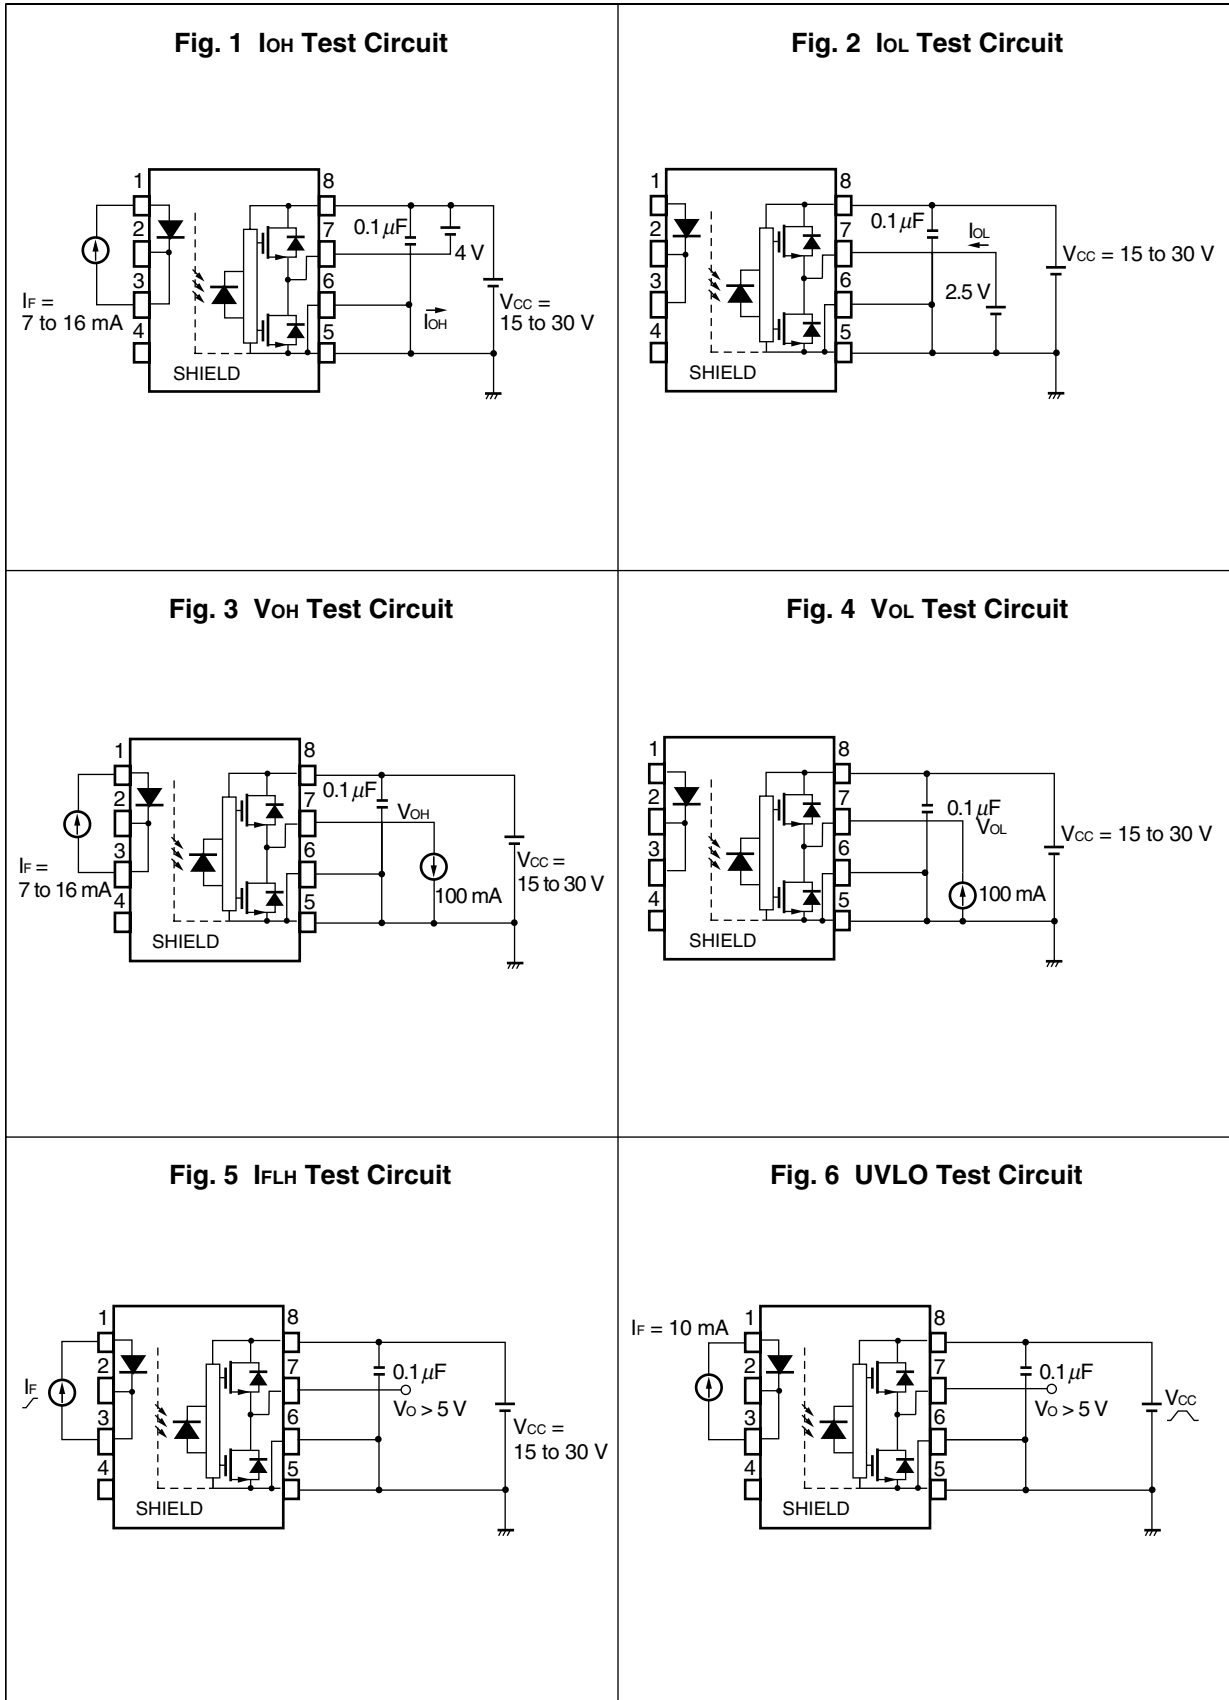 Fig. 1 IOH Test Circuit
1
2
3
4
8
7
6
5
0.1 μF
4 V
IOH
IF =
7 to 16 mA
VCC =
15 to 30 V
SHIELD
Fig. 2 IOL Test Circuit
1
2
3
4
8
7
6
5
0.1 μF
IOL
2.5 V
VCC = 15 to 30 V
SHIELD
Fig. 3 VOH Test Circuit
1
2
3
4
8
7
6
5
0.1 μF
VOH
100 mA
IF =
7 to 16 mA
VCC =
15 to 30 V
SHIELD
Fig. 4 VOL Test Circuit
1
2
3
4
8
7
6
5
0.1 μF
VOL
100 mA
VCC = 15 to 30 V
SHIELD
Fig. 5 IFLH Test Circuit
1
2
3
4
8
7
6
5
IF
0.1 μF
VO > 5 V
VCC =
15 to 30 V
SHIELD
Fig. 6 UVLO Test Circuit
IF = 10 mA
1
2
3
4
8
7
6
5
0.1 μF
VO > 5 V
VCC
SHIELD